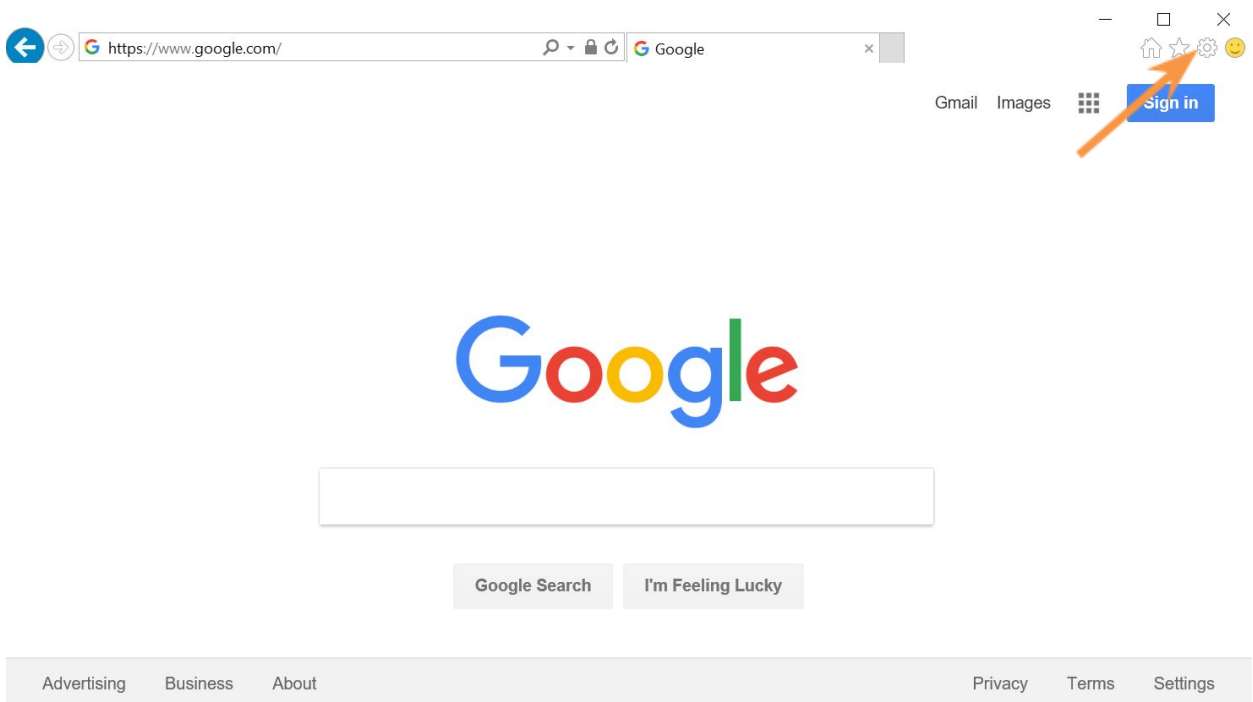 https://www.google.com/ Google
Gmail Images Sign in
Google
Google Search I'm Feeling Lucky
Advertising Business About Privacy Terms Settings